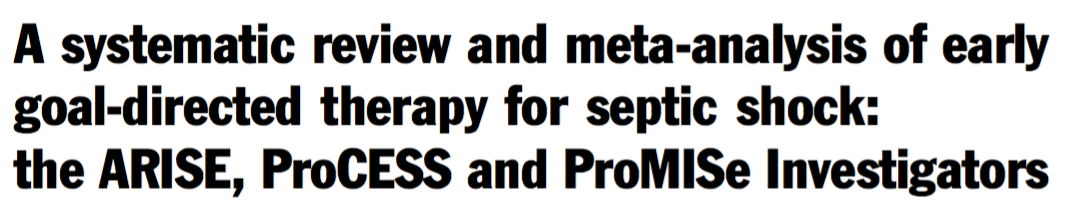 A systematic review and meta-analysis of early
goal-directed therapy for septic shock:
the ARISE, ProCESS and ProMISe Investigators